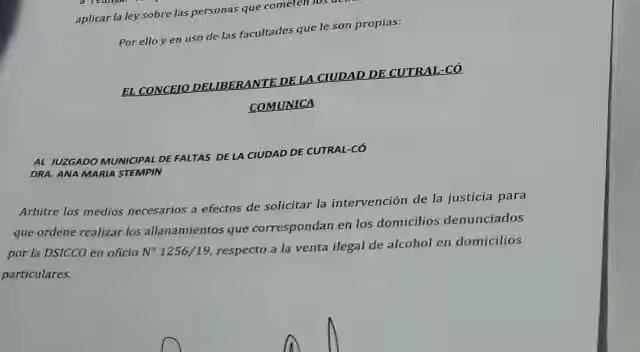 aplicar la ley sobre las personas que cometen los
Por ello y en uso de las facultades que le son propias:
EL CONCEJO DELIBERANTE DE LA CIUDAD DE CUTRAL-CÓ
COMUNICA
AL JUZGADO MUNICIPAL DE FALTAS DE LA CIUDAD DE CUTRAL-CÓ
DRA. ANA MARIA STEMPIN
Arbitre los medios necesarios a efectos de solicitar la intervención de la justicia para
que ordene realizar los allanamientos que correspondan en los domicilios denunciados
por la DSICCO en oficio N° 1256/19, respecto a la venta ilegal de alcohol en domicilios
particulares.